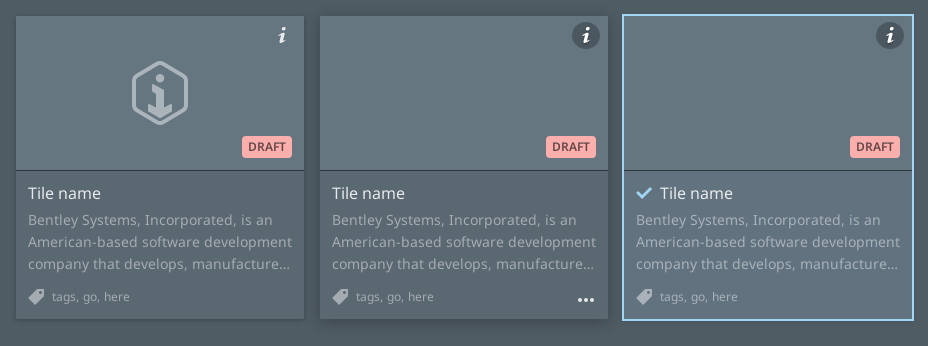 DRAFT
Tile name
Bentley Systems, Incorporated, is an
American-based software development
company that develops, manufacture...
tags, go, here
DRAFT
Tile name
Bentley Systems, Incorporated, is an
American-based software development
company that develops, manufacture...
tags, go, here
DRAFT
Tile name
Bentley Systems, Incorporated, is an
American-based software development
company that develops, manufacture...
tags, go, here